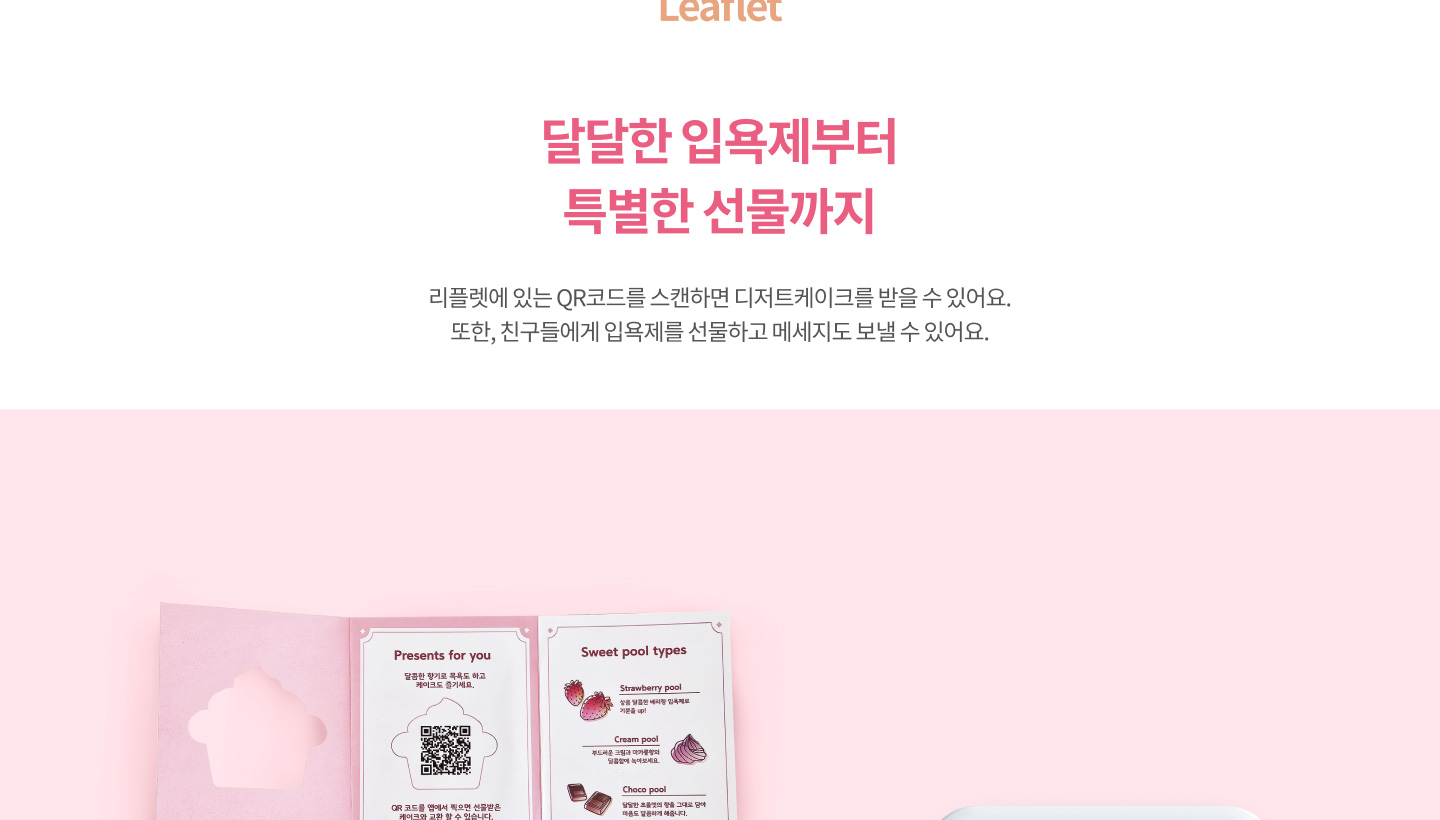 Leaflet
달달한 입욕제부터
특별한 선물까지
리플렛에 있는 QR코드를 스캔하면 디저트케이크를 받을 수 있어요.
또한, 친구들에게 입욕제를 선물하고 메세지도 보낼 수 있어요.
Presents for you
달콤한 향기로 목욕도 하고
케이크도 즐기세요.
QR 코드를 앱에서 찍으면 선물받은
케이크와 교환 할 수 있습니다.
Sweet pool types
Strawberry pool
상큼 달콤한 베리향 입욕제로
기분을 up!
Cream pool
부드러운 크림과 마카롱향의
달콤함에 녹아보세요.
Choco pool
달달한 초콜릿의 향을 그대로 담아
마음도 달콤하게 해줍니다.